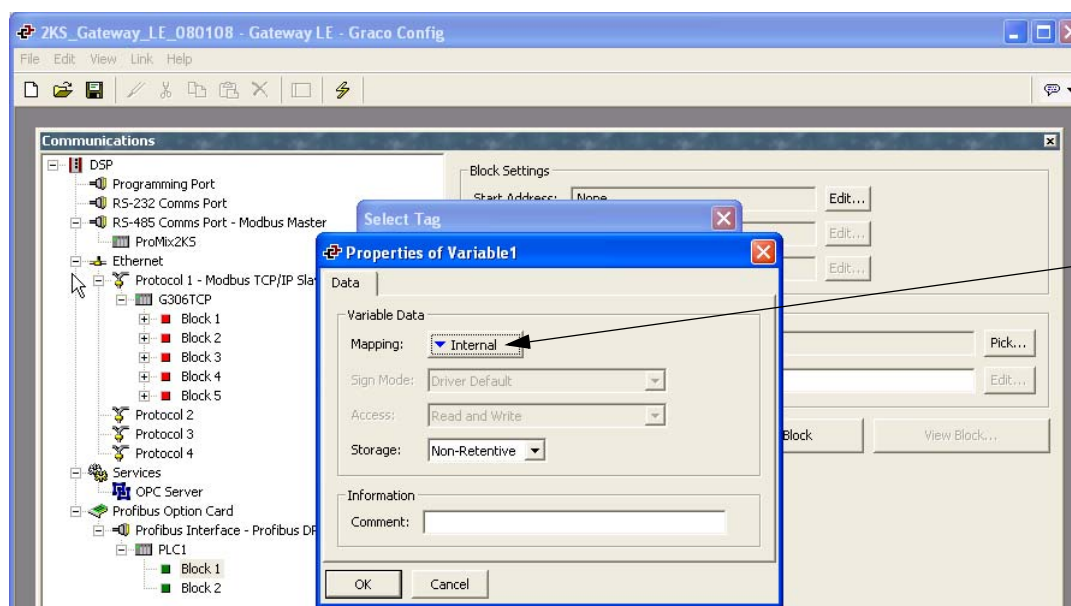 2KS_Gateway_LE_080108 - Gateway LE - Graco Config
File Edit View Link Help
Communications
DSP
Programming Port
RS-232 Comms Port
RS-485 Comms Port - Modbus Master
ProMix2KS
Ethernet
Protocol 1 - Modbus TCP/IP Sla
G306TCP
Block 1
Block 2
Block 3
Block 4
Block 5
Protocol 2
Protocol 3
Protocol 4
Services
OPC Server
Profibus Option Card
Profibus Interface - Profibus DP
PLC1
Block 1
Block 2
Block Settings
Start Address: None Edit...
Edit...
Edit...
Pick...
Edit...
Block View Block...
Select Tag
Properties of Variable1
Data
Variable Data
Mapping: Internal
Sign Mode: Driver Default
Access: Read and Write
Storage: Non-Retentive
Information
Comment:
OK Cancel